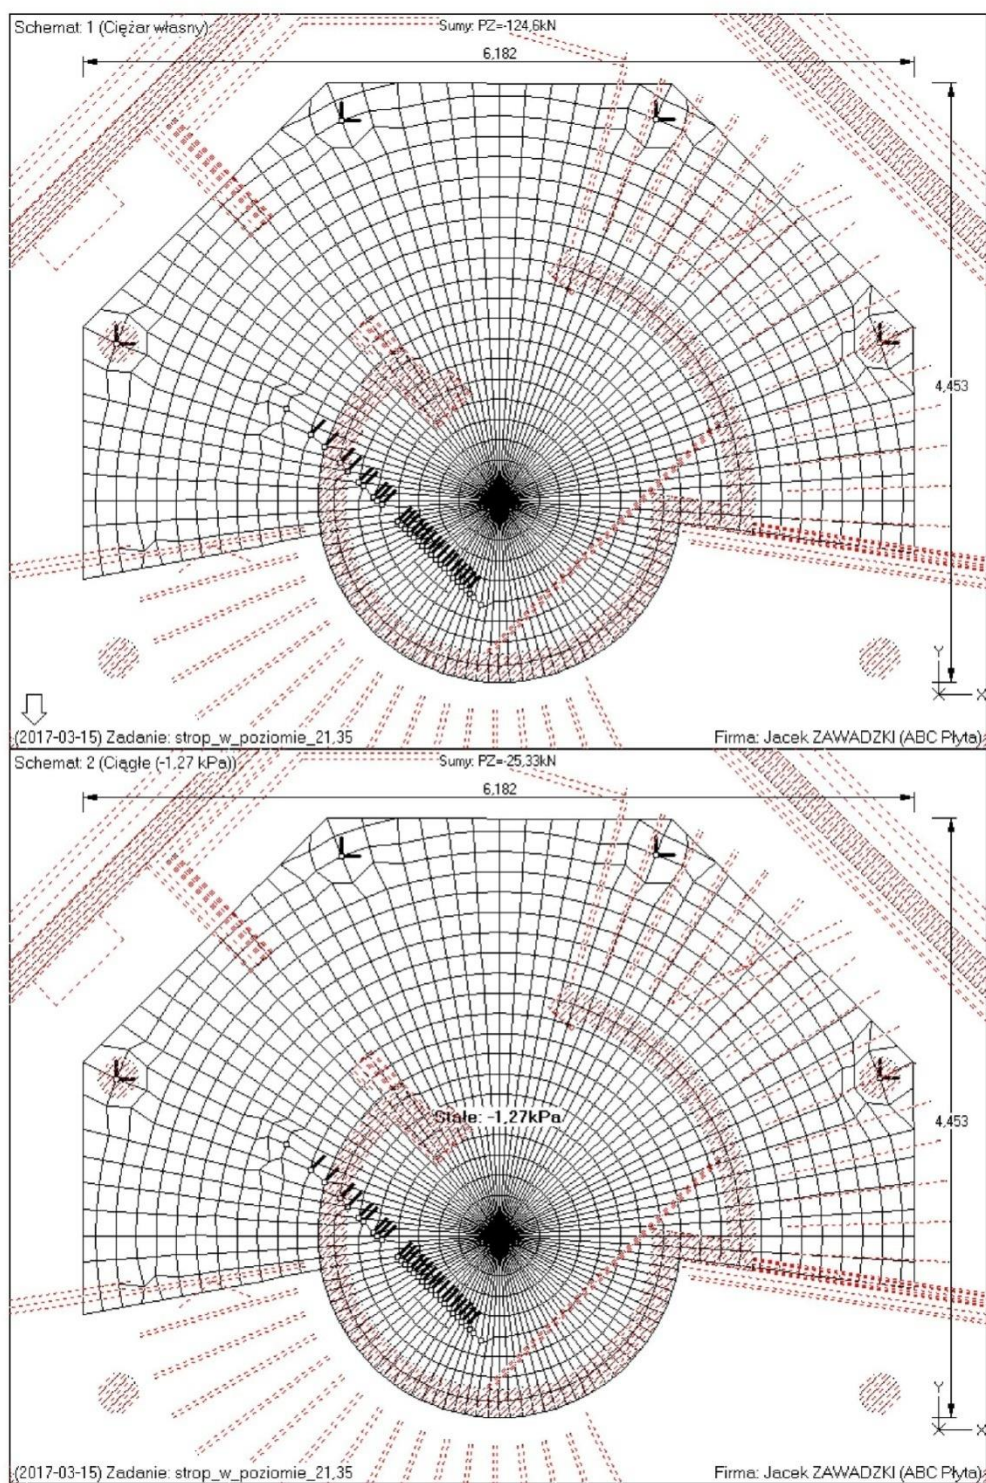 Schemat: 1 (Ciężar własny)
Sumy: PZ=-124,6kN
6,182
4,453
Y
X
(2017-03-15) Zadanie: strop_w_poziomie_21,35
Firma: Jacek ZAWADZKI (ABC Płyta)
Schemat: 2 (Ciągłe (-1,27 kPa))
Sumy: PZ=-25,33kN
6,182
Stałe: -1,27kPa
4,453
Y
X
(2017-03-15) Zadanie: strop_w_poziomie_21,35
Firma: Jacek ZAWADZKI (ABC Płyta)